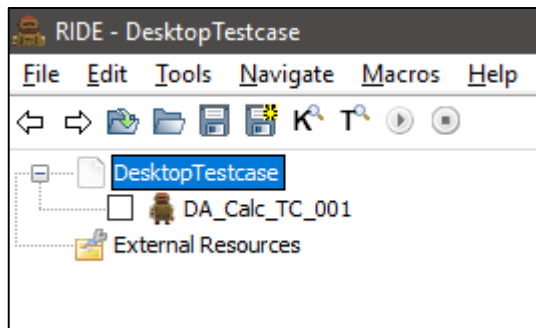 RIDE - DesktopTestcase
File Edit Tools Navigate Macros Help
K T
DesktopTestcase
DA_Calc_TC_001
External Resources